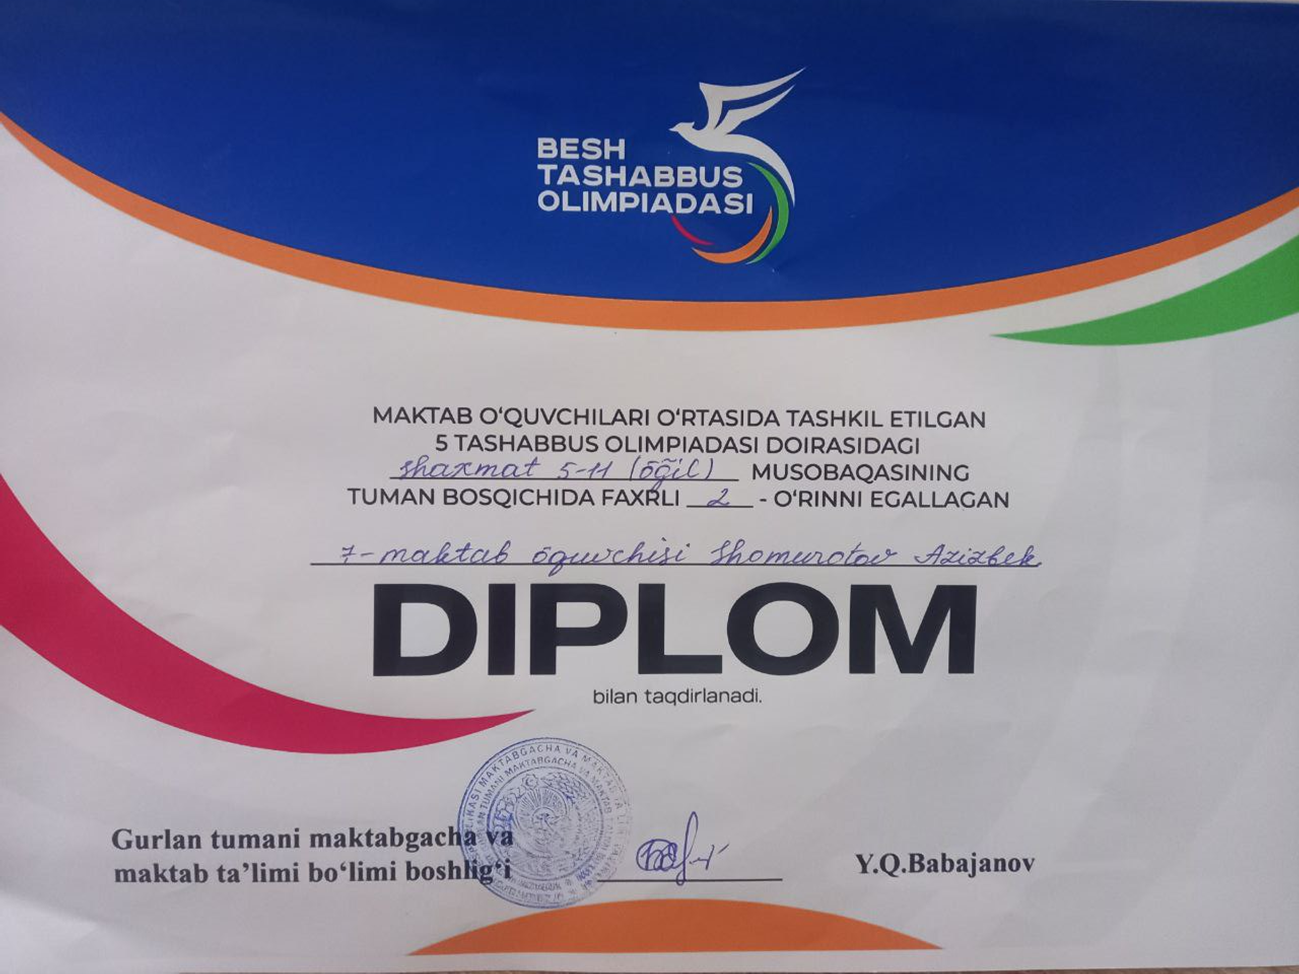 BESH
TASHABBUS
OLIMPIADASI
MAKTAB O‘QUVCHILARI O‘RTASIDA TASHKIL ETILGAN
5 TASHABBUS OLIMPIADASI DOIRASIDAGI
shaxmat 5-11 (õg̃il) MUSOBAQASINING
TUMAN BOSQICHIDA FAXRLI 2 - O‘RINNI EGALLAGAN
7-maktab õquvchisi Shomurotov Azizbek
DIPLOM
bilan taqdirlanadi.
Gurlan tumani maktabgacha va
maktab ta’limi bo‘limi boshlig‘i
Y.Q.Babajanov